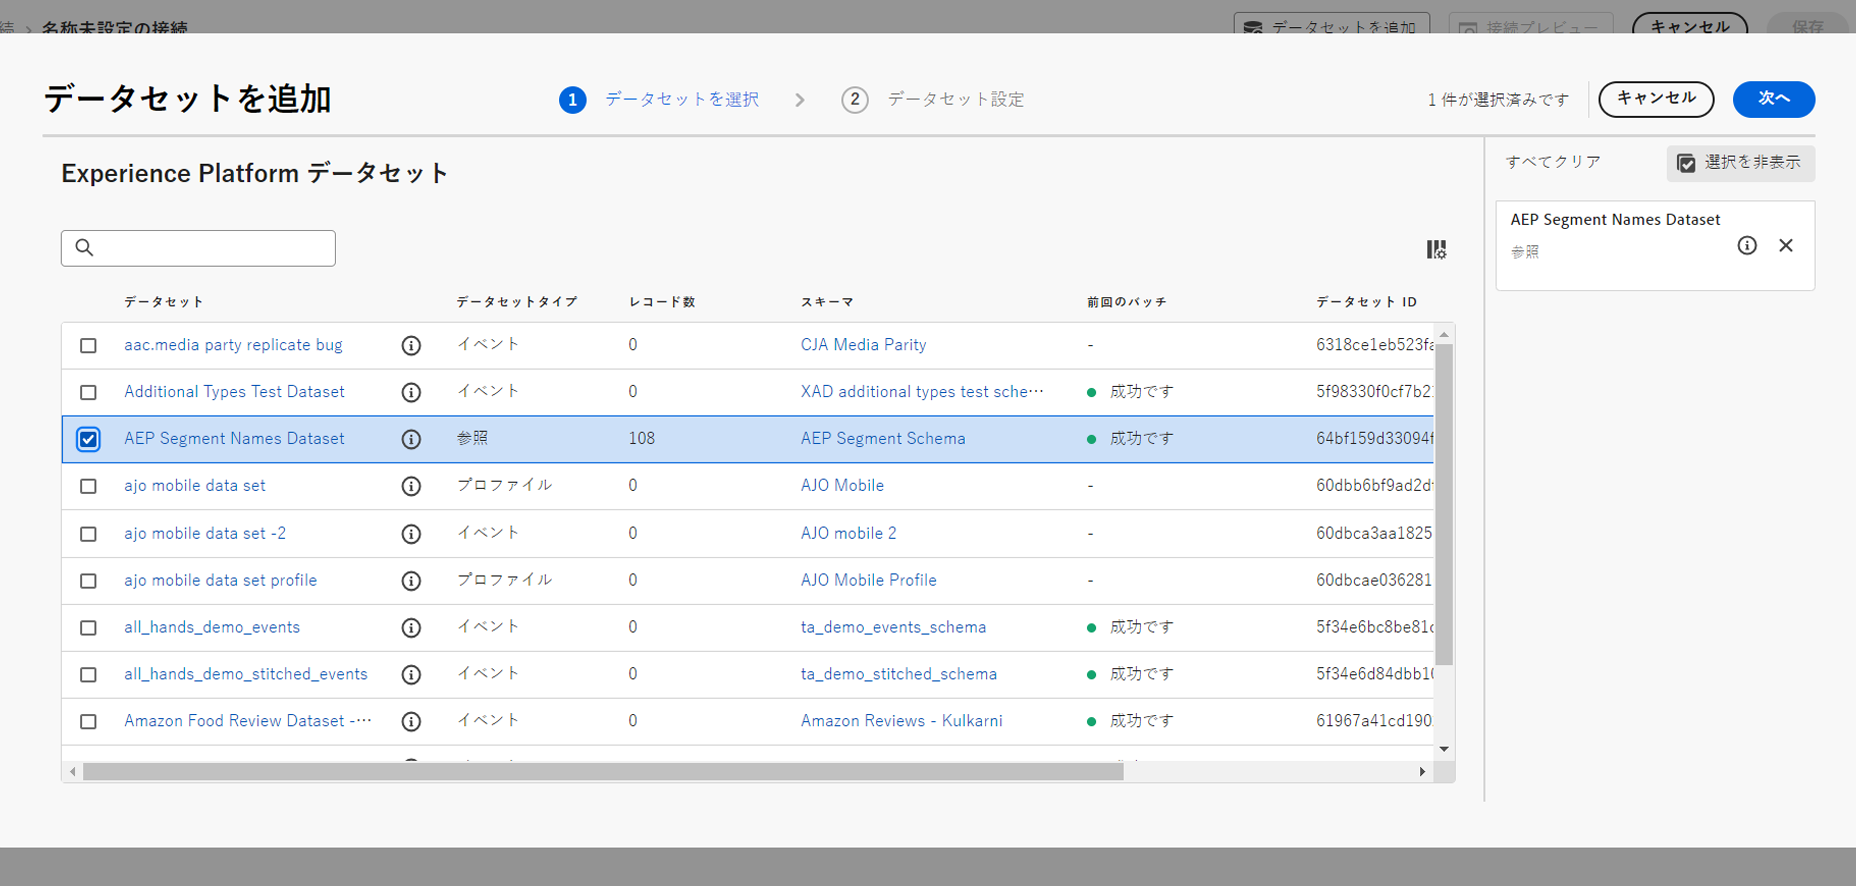 続 › 名称未設定の接続
データセットを追加 接続プレビュー キャンセル 保存
データセットを追加 1 データセットを選択 2 データセット設定 1 件が選択済みです キャンセル 次へ
Experience Platform データセット
すべてクリア 選択を非表示
AEP Segment Names Dataset
参照
データセット データセットタイプ レコード数 スキーマ 前回のバッチ データセット ID
aac.media party replicate bug イベント 0 CJA Media Parity - 6318ce1eb523fa
Additional Types Test Dataset イベント 0 XAD additional types test sche… 成功です 5f98330f0cf7b2
AEP Segment Names Dataset 参照 108 AEP Segment Schema 成功です 64bf159d33094f
ajo mobile data set プロファイル 0 AJO Mobile - 60dbb6bf9ad2d
ajo mobile data set -2 イベント 0 AJO mobile 2 - 60dbca3aa1825
ajo mobile data set profile プロファイル 0 AJO Mobile Profile - 60dbcae036281
all_hands_demo_events イベント 0 ta_demo_events_schema 成功です 5f34e6bc8be81c
all_hands_demo_stitched_events イベント 0 ta_demo_stitched_schema 成功です 5f34e6d84dbb10
Amazon Food Review Dataset -… イベント 0 Amazon Reviews - Kulkarni 成功です 61967a41cd190